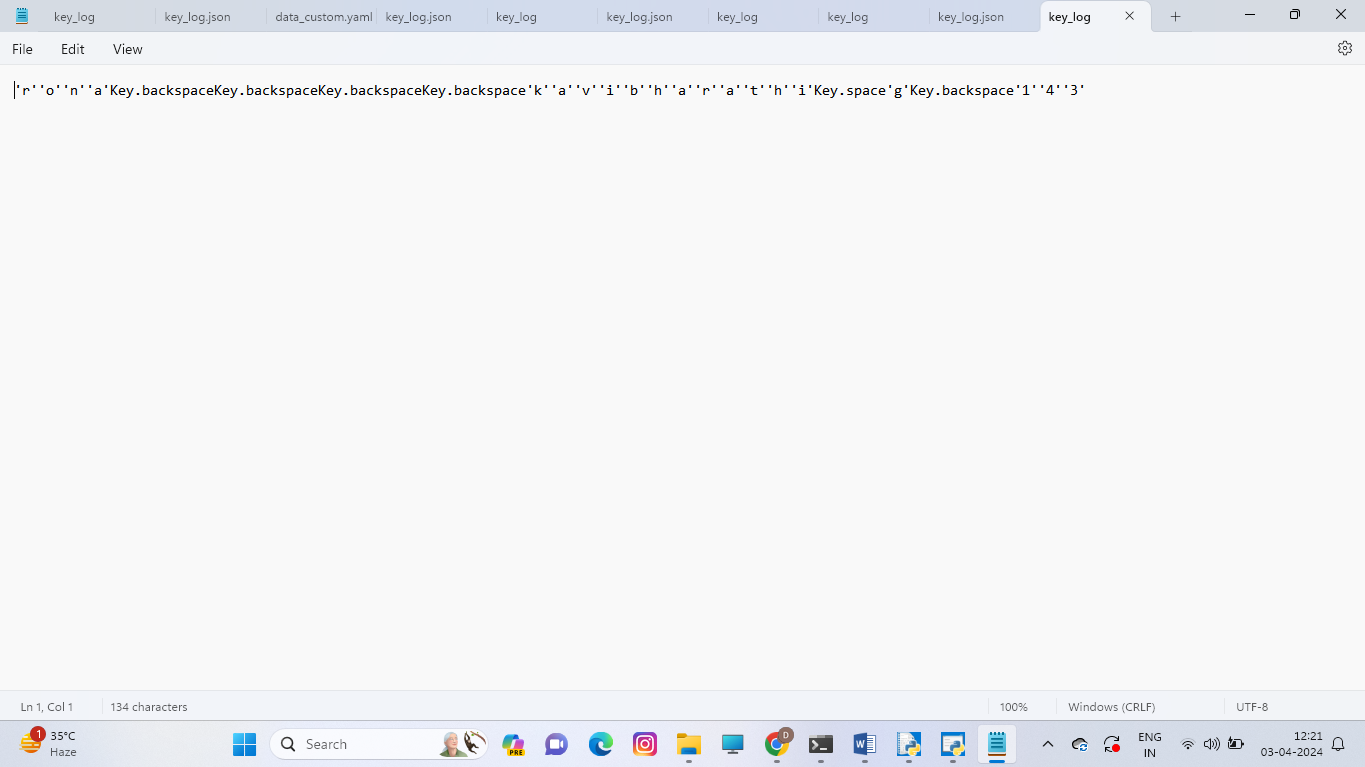 key_log key_log.json data_custom.yaml key_log.json key_log key_log.json key_log key_log key_log.json key_log
File Edit View
'r''o''n''a'Key.backspaceKey.backspaceKey.backspaceKey.backspace'k''a''v''i''b''h''a''r''a''t''h''i'Key.space'g'Key.backspace'1''4''3'
Ln 1, Col 1 134 characters 100% Windows (CRLF) UTF-8
1 35°C Search PRE D ENG 12:21
Haze IN 03-04-2024